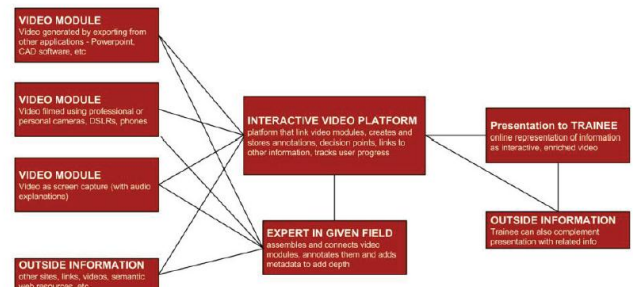 VIDEO MODULE
Video generated by exporting from
other applications - Powerpoint,
CAD software, etc
VIDEO MODULE
Video filmed using professional or
personal cameras, DSLRs, phones
VIDEO MODULE
Video as screen capture (with audio
explanations)
OUTSIDE INFORMATION
other sites, links, videos, semantic
web resources, etc
INTERACTIVE VIDEO PLATFORM
platform that link video modules, creates and
stores annotations, decision points, links to
other information, tracks user progress
EXPERT IN GIVEN FIELD
assembles and connects video
modules, annotates them and adds
metadata to add depth
Presentation to TRAINEE
online representation of information
as interactive, enriched video
OUTSIDE INFORMATION
Trainee can also complement
presentation with related info